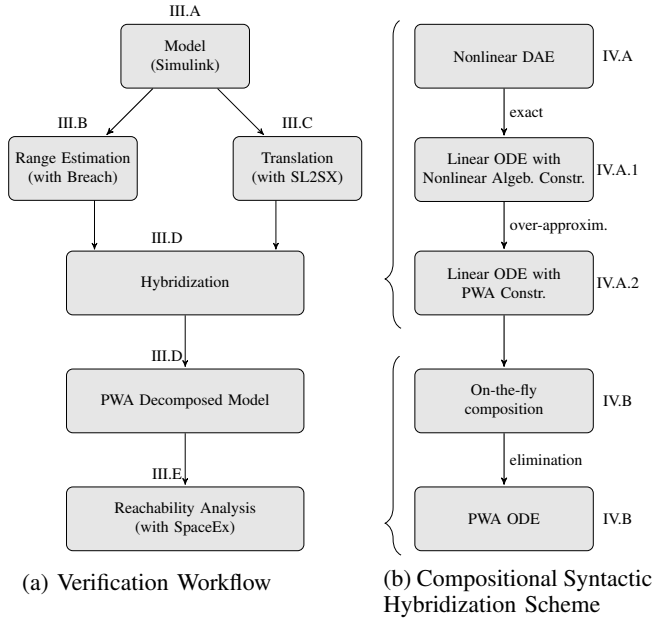 III.A
Model
(Simulink)
III.B
Range Estimation
(with Breach)
III.C
Translation
(with SL2SX)
III.D
Hybridization
III.D
PWA Decomposed Model
III.E
Reachability Analysis
(with SpaceEx)
(a) Verification Workflow
Nonlinear DAE
IV.A
exact
Linear ODE with
Nonlinear Algeb. Constr.
IV.A.1
over-approxim.
Linear ODE with
PWA Constr.
IV.A.2
On-the-fly
composition
IV.B
elimination
PWA ODE
IV.B
(b) Compositional Syntactic
Hybridization Scheme